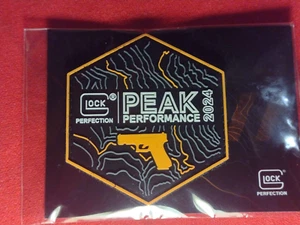 GLOCK ®
PERFECTION
PEAK
PERFORMANCE
2024
GLOCK ®
PERFECTION